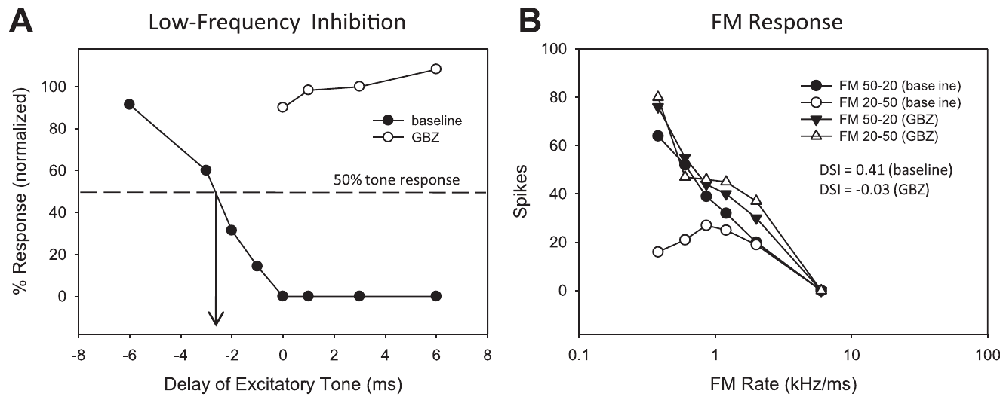 A Low-Frequency Inhibition
% Response (normalized)
100
80
60
40
20
0
baseline
GBZ
50% tone response
-8 -6 -4 -2 0 2 4 6 8
Delay of Excitatory Tone (ms)
B FM Response
Spikes
100
80
60
40
20
0
FM 50-20 (baseline)
FM 20-50 (baseline)
FM 50-20 (GBZ)
FM 20-50 (GBZ)
DSI = 0.41 (baseline)
DSI = -0.03 (GBZ)
0.1 1 10 100
FM Rate (kHz/ms)